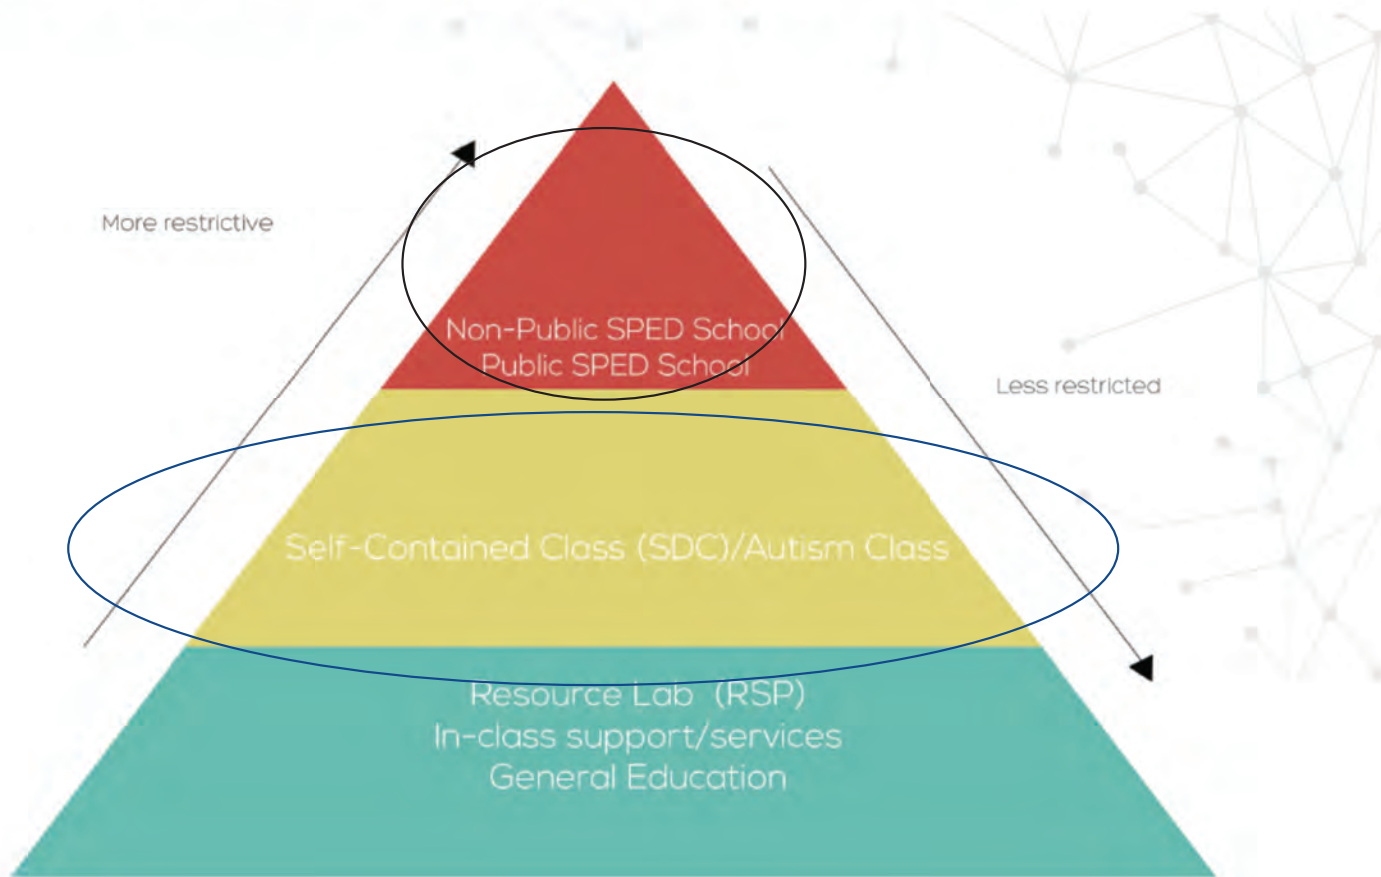 More restrictive
Non-Public SPED School
Public SPED School
Less restricted
Self-Contained Class (SDC)/Autism Class
Resource Lab (RSP)
In-class support/services
General Education